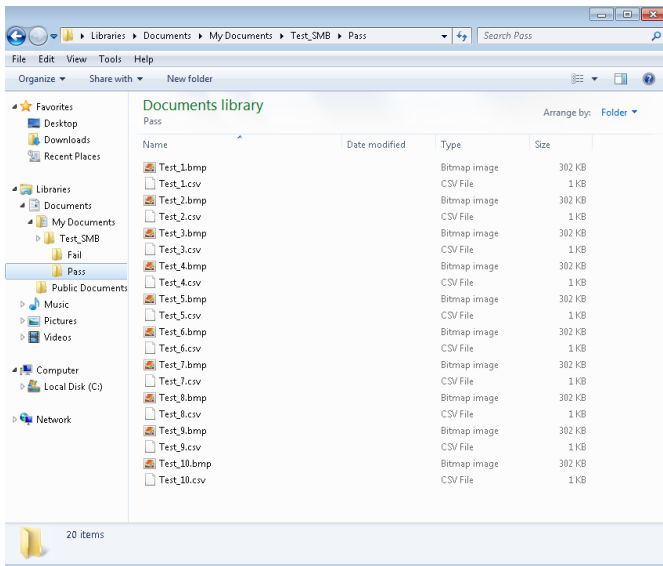 Libraries Documents My Documents Test_SMB Pass Search Pass
File Edit View Tools Help
Organize Share with New folder
Favorites
Desktop
Downloads
Recent Places
Libraries
Documents
My Documents
Test_SMB
Fail
Pass
Public Documents
Music
Pictures
Videos
Computer
Local Disk (C:)
Network
Documents library
Pass
Arrange by: Folder
Name Date modified Type Size
Test_1.bmp Bitmap image 302 KB
Test_1.csv CSV File 1 KB
Test_2.bmp Bitmap image 302 KB
Test_2.csv CSV File 1 KB
Test_3.bmp Bitmap image 302 KB
Test_3.csv CSV File 1 KB
Test_4.bmp Bitmap image 302 KB
Test_4.csv CSV File 1 KB
Test_5.bmp Bitmap image 302 KB
Test_5.csv CSV File 1 KB
Test_6.bmp Bitmap image 302 KB
Test_6.csv CSV File 1 KB
Test_7.bmp Bitmap image 302 KB
Test_7.csv CSV File 1 KB
Test_8.bmp Bitmap image 302 KB
Test_8.csv CSV File 1 KB
Test_9.bmp Bitmap image 302 KB
Test_9.csv CSV File 1 KB
Test_10.bmp Bitmap image 302 KB
Test_10.csv CSV File 1 KB
20 items